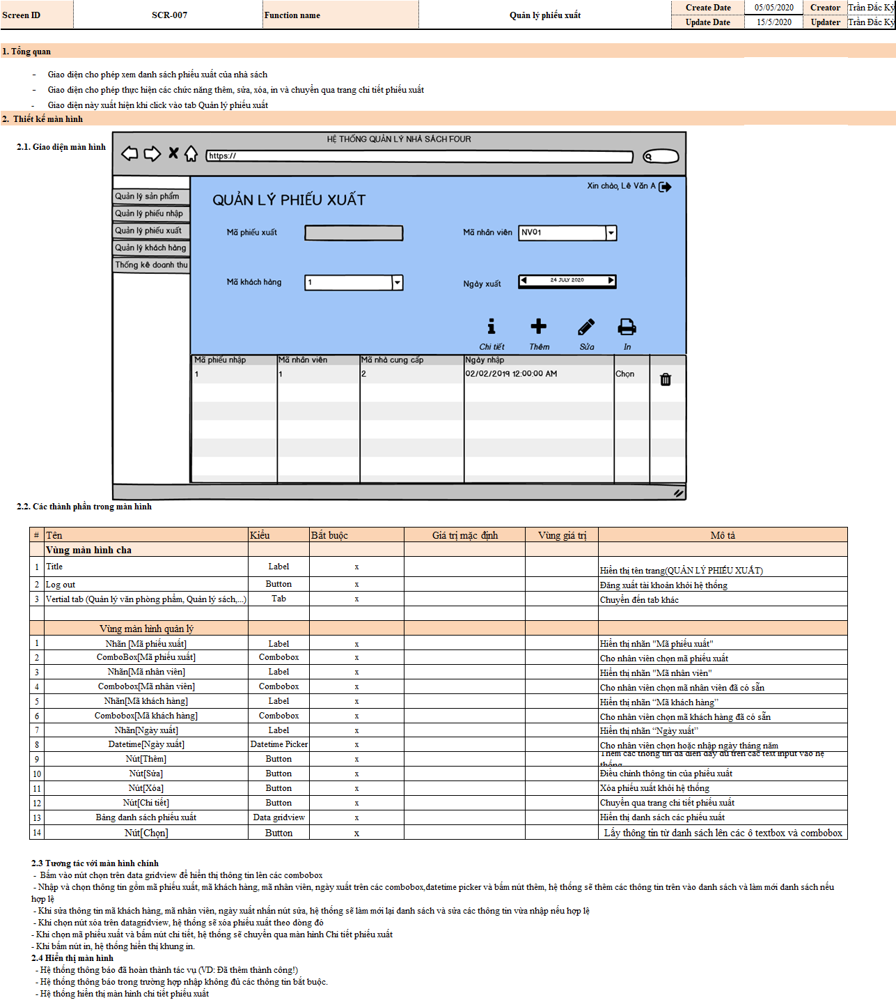 Screen ID SCR-007 Function name Quản lý phiếu xuất Create Date 05/05/2020 Creator Trần Đắc Ký
Update Date 15/5/2020 Updater Trần Đắc Ký
1. Tổng quan
- Giao diện cho phép xem danh sách phiếu xuất của nhà sách
- Giao diện cho phép thực hiện các chức năng thêm, sửa, xóa, in và chuyển qua trang chi tiết phiếu xuất
- Giao diện này xuất hiện khi click vào tab Quản lý phiếu xuất
2. Thiết kế màn hình
2.1. Giao diện màn hình
HỆ THỐNG QUẢN LÝ NHÀ SÁCH FOUR
https://
Xin chào, Lê Văn A
Quản lý sản phẩm
Quản lý phiếu nhập
Quản lý phiếu xuất
Quản lý khách hàng
Thống kê doanh thu
QUẢN LÝ PHIẾU XUẤT
Mã phiếu xuất Mã nhân viên NV01
Mã khách hàng 1 Ngày xuất 24 JULY 2020
Chi tiết Thêm Sửa In
Mã phiếu nhập Mã nhân viên Mã nhà cung cấp Ngày nhập
1 1 2 02/02/2019 12:00:00 AM Chọn
2.2. Các thành phần trong màn hình
# Tên Kiểu Bắt buộc Giá trị mặc định Vùng giá trị Mô tả
Vùng màn hình cha
1 Title Label x Hiển thị tên trang(QUẢN LÝ PHIẾU XUẤT)
2 Log out Button x Đăng xuất tài khoản khỏi hệ thống
3 Vertial tab (Quản lý văn phòng phẩm, Quản lý sách,...) Tab x Chuyển đến tab khác
Vùng màn hình quản lý
1 Nhãn [Mã phiếu xuất] Label x Hiển thị nhãn "Mã phiếu xuất"
2 ComboBox[Mã phiếu xuất] Combobox x Cho nhân viên chọn mã phiếu xuất
3 Nhãn[Mã nhân viên] Label x Hiển thị nhãn "Mã nhân viên"
4 Combobox[Mã nhân viên] Combobox x Cho nhân viên chọn mã nhân viên đã có sẵn
5 Nhãn[Mã khách hàng] Label x Hiển thị nhãn “Mã khách hàng”
6 Combobox[Mã khách hàng] Combobox x Cho nhân viên chọn mã khách hàng đã có sẵn
7 Nhãn[Ngày xuất] Label x Hiển thị nhãn “Ngày xuất”
8 Datetime[Ngày xuất] Datetime Picker x Cho nhân viên chọn hoặc nhập ngày tháng năm
9 Nút[Thêm] Button x Thêm các thông tin đã điền đầy đủ trên các text input vào hệ
thống
10 Nút[Sửa] Button x Điều chỉnh thông tin của phiếu xuất
11 Nút[Xóa] Button x Xóa phiếu xuất khỏi hệ thống
12 Nút[Chi tiết] Button x Chuyển qua trang chi tiết phiếu xuất
13 Bảng danh sách phiếu xuất Data gridview x Hiển thị danh sách các phiếu xuất
14 Nút[Chọn] Button x Lấy thông tin từ danh sách lên các ô textbox và combobox
2.3 Tương tác với màn hình chính
- Bấm vào nút chọn trên data gridview để hiển thị thông tin lên các combobox
- Nhập và chọn thông tin gồm mã phiếu xuất, mã khách hàng, mã nhân viên, ngày xuất trên các combobox,datetime picker và bấm nút thêm, hệ thống sẽ thêm các thông tin trên vào danh sách và làm mới danh sách nếu
hợp lệ
- Khi sửa thông tin mã khách hàng, mã nhân viên, ngày xuất nhấn nút sửa, hệ thống sẽ làm mới lại danh sách và sửa các thông tin vừa nhập nếu hợp lệ
- Khi chọn nút xóa trên datagridview, hệ thống sẽ xóa phiếu xuất theo dòng đó
- Khi chọn mã phiếu xuất và bấm nút chi tiết, hệ thống sẽ chuyển qua màn hình Chi tiết phiếu xuất
- Khi bấm nút in, hệ thống hiển thị khung in.
2.4 Hiển thị màn hình
- Hệ thống thông báo đã hoàn thành tác vụ (VD: Đã thêm thành công!)
- Hệ thống thông báo trong trường hợp nhập không đủ các thông tin bắt buộc.
- Hệ thống hiển thị màn hình chi tiết phiếu xuất